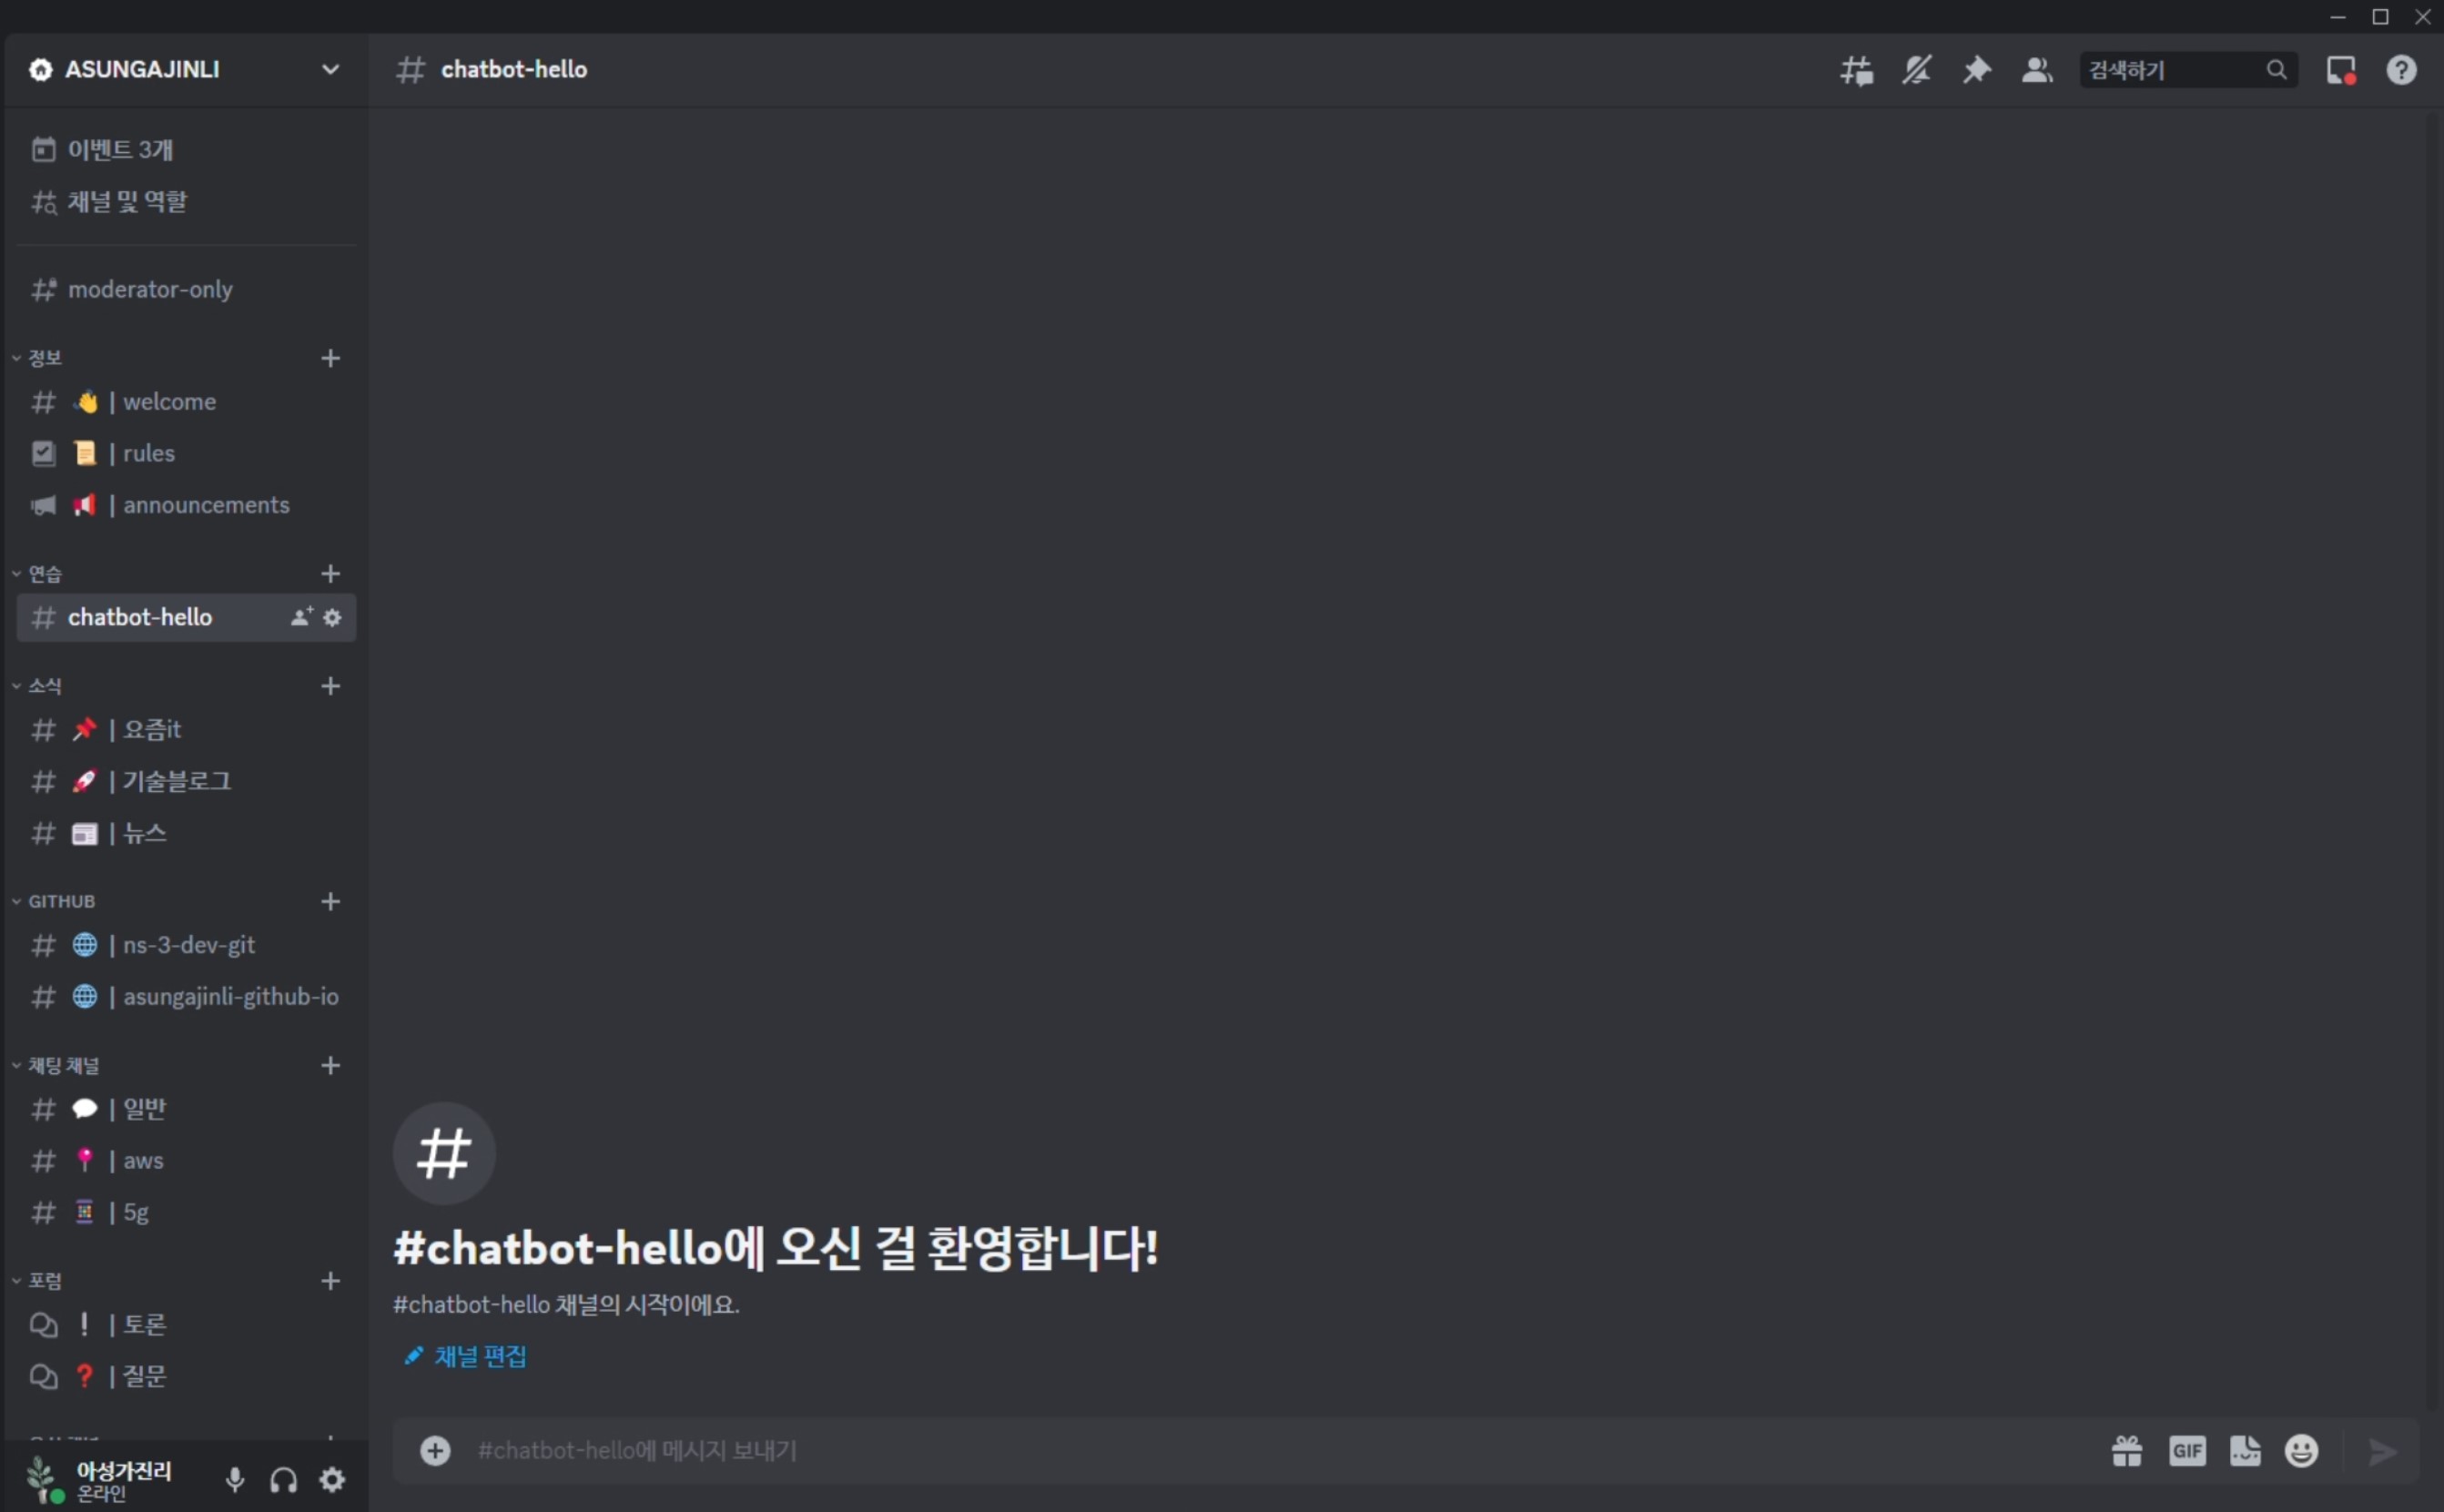 ASUNGAJINLI
이벤트 3개
채널 및 역할
moderator-only
정보
| welcome
| rules
| announcements
연습
chatbot-hello
소식
| 요즘it
| 기술블로그
| 뉴스
GITHUB
| ns-3-dev-git
| asungajinli-github-io
채팅 채널
| 일반
| aws
| 5g
포럼
| 토론
| 질문
아성가진리
온라인
chatbot-hello
검색하기
#chatbot-hello에 오신 걸 환영합니다!
#chatbot-hello 채널의 시작이에요.
채널 편집
#chatbot-hello에 메시지 보내기
GIF